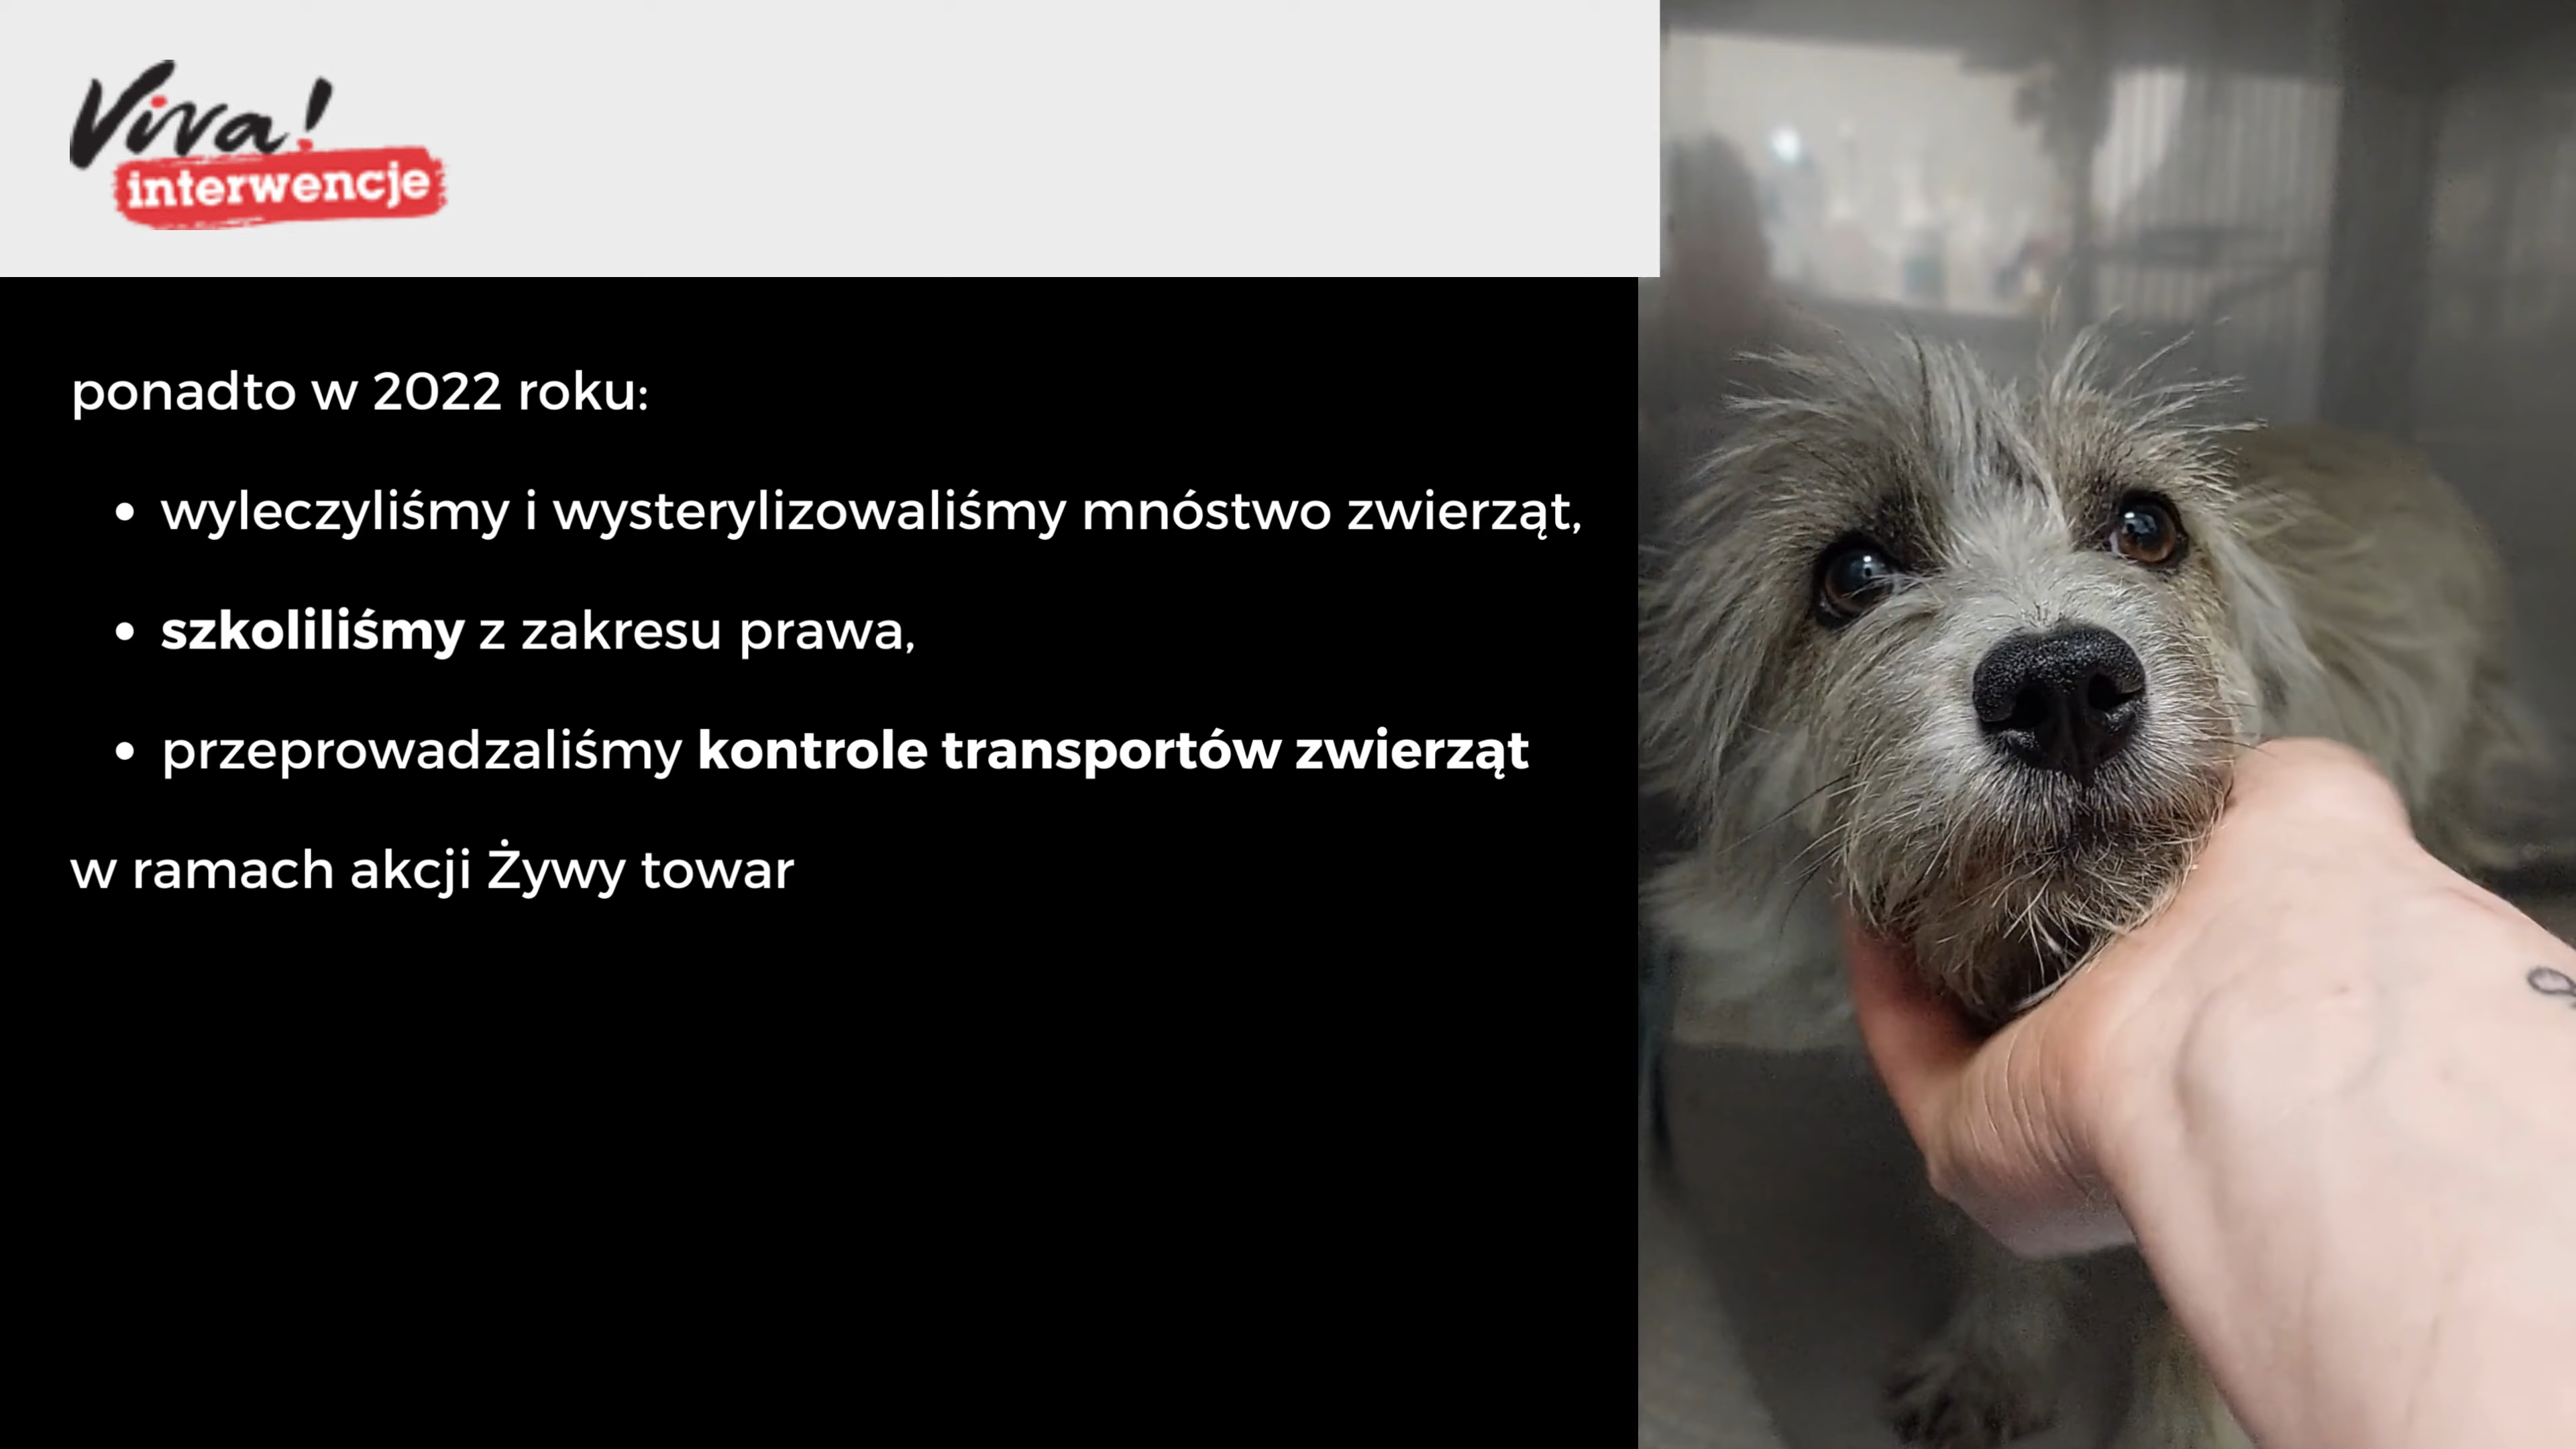 Viva!
interwencje
ponadto w 2022 roku:
• wyleczyliśmy i wysterylizowaliśmy mnóstwo zwierząt,
• szkoliliśmy z zakresu prawa,
• przeprowadzaliśmy kontrole transportów zwierząt
w ramach akcji Żywy towar